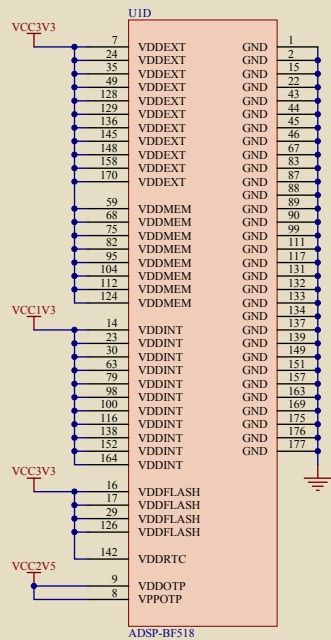 U1D
VCC3V3
7 VDDEXT GND 1
24 VDDEXT GND 2
35 VDDEXT GND 15
49 VDDEXT GND 22
128 VDDEXT GND 43
129 VDDEXT GND 44
136 VDDEXT GND 45
145 VDDEXT GND 46
148 VDDEXT GND 67
158 VDDEXT GND 83
170 VDDEXT GND 87
GND 88
59 VDDMEM GND 89
68 VDDMEM GND 90
75 VDDMEM GND 99
82 VDDMEM GND 111
95 VDDMEM GND 117
104 VDDMEM GND 131
112 VDDMEM GND 132
124 VDDMEM GND 133
VCC1V3
GND 134
14 VDDINT GND 137
23 VDDINT GND 139
30 VDDINT GND 149
63 VDDINT GND 151
79 VDDINT GND 157
98 VDDINT GND 163
100 VDDINT GND 169
116 VDDINT GND 175
138 VDDINT GND 176
152 VDDINT GND 177
164 VDDINT
VCC3V3
16 VDDFLASH
17 VDDFLASH
29 VDDFLASH
126 VDDFLASH
142 VDDRTC
VCC2V5
9 VDDOTP
8 VPPOTP
ADSP-BF518